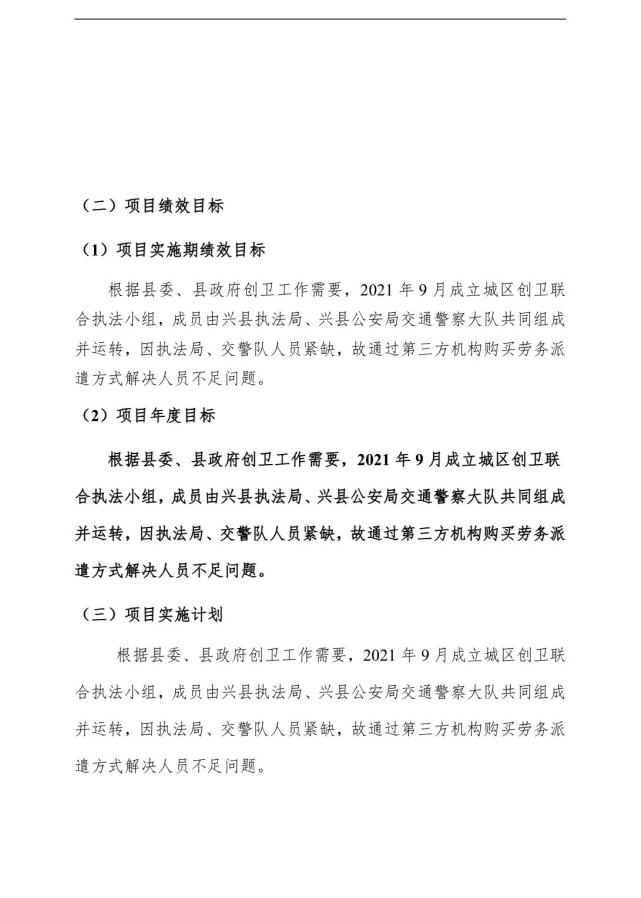 （二）项目绩效目标
（1）项目实施期绩效目标
根据县委、县政府创卫工作需要，2021 年 9 月成立城区创卫联
合执法小组，成员由兴县执法局、兴县公安局交通警察大队共同组成
并运转，因执法局、交警队人员紧缺，故通过第三方机构购买劳务派
遣方式解决人员不足问题。
（2）项目年度目标
根据县委、县政府创卫工作需要，2021 年 9 月成立城区创卫联
合执法小组，成员由兴县执法局、兴县公安局交通警察大队共同组成
并运转，因执法局、交警队人员紧缺，故通过第三方机构购买劳务派
遣方式解决人员不足问题。
（三）项目实施计划
根据县委、县政府创卫工作需要，2021 年 9 月成立城区创卫联
合执法小组，成员由兴县执法局、兴县公安局交通警察大队共同组成
并运转，因执法局、交警队人员紧缺，故通过第三方机构购买劳务派
遣方式解决人员不足问题。